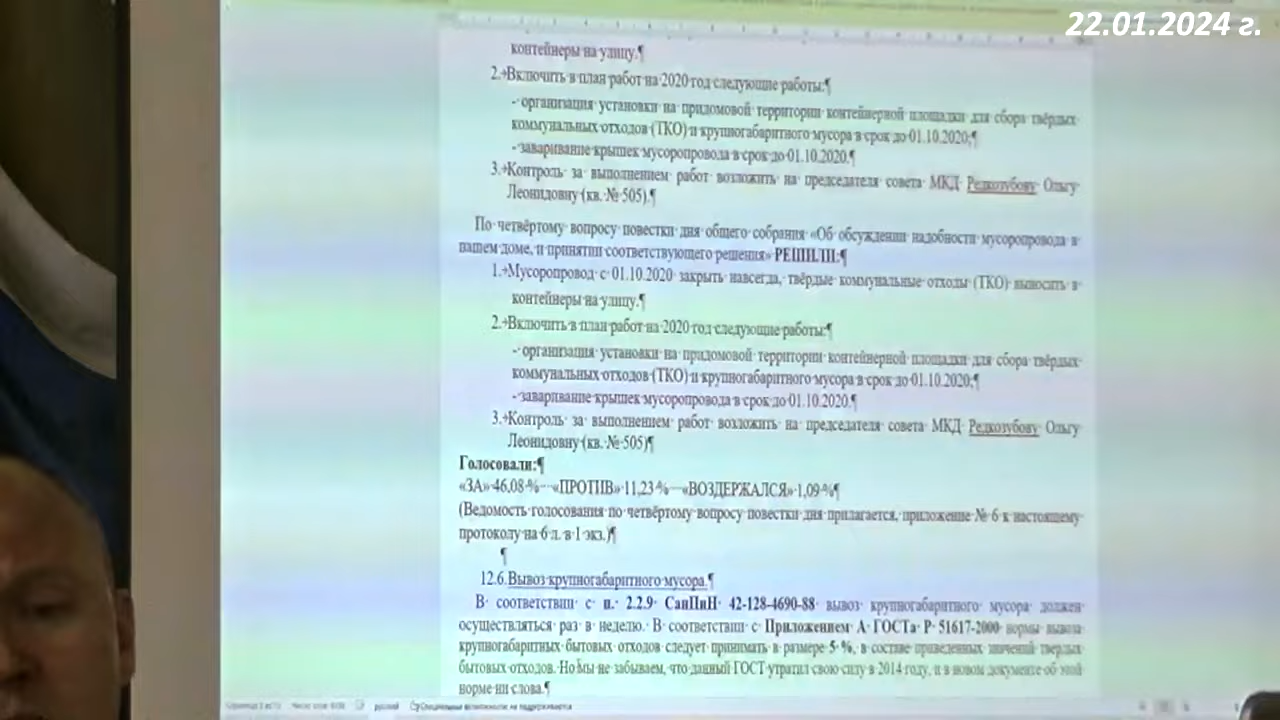 22.01.2024 г.
контейнеры на улицу.¶
2.→Включить в план работ на 2020 год следующие работы:¶
- организация установки на придомовой территории контейнерной площадки для сбора твёрдых
коммунальных отходов (ТКО) и крупногабаритного мусора в срок до 01.10.2020;¶
- заваривание крышек мусоропровода в срок до 01.10.2020.¶
3.→Контроль за выполнением работ возложить на председателя совета МКД Редкозубову Ольгу
Леонидовну (кв. № 505).¶
По четвёртому вопросу повестки дня общего собрания «Об обсуждении надобности мусоропровода в
нашем доме, и принятии соответствующего решения» РЕШИЛИ:¶
1.→Мусоропровод с 01.10.2020 закрыть навсегда, твёрдые коммунальные отходы (ТКО) выносить в
контейнеры на улицу.¶
2.→Включить в план работ на 2020 год следующие работы:¶
- организация установки на придомовой территории контейнерной площадки для сбора твёрдых
коммунальных отходов (ТКО) и крупногабаритного мусора в срок до 01.10.2020;¶
- заваривание крышек мусоропровода в срок до 01.10.2020.¶
3.→Контроль за выполнением работ возложить на председателя совета МКД Редкозубову Ольгу
Леонидовну (кв. № 505)¶
Голосовали:¶
«ЗА» 46,08 % «ПРОТИВ» 11,23 % «ВОЗДЕРЖАЛСЯ» 1,09 %¶
(Ведомость голосования по четвёртому вопросу повестки дня прилагается, приложение № 6 к настоящему
протоколу на 6 л. в 1 экз.)¶
¶
12.6. Вывоз крупногабаритного мусора.¶
В соответствии с п. 2.2.9 СанПиН 42-128-4690-88 вывоз крупногабаритного мусора должен
осуществляться раз в неделю. В соответствии с Приложением А ГОСТа Р 51617-2000 нормы вывоза
крупногабаритных бытовых отходов следует принимать в размере 5 %, в составе приведенных значений твердых
бытовых отходов. Но мы не забываем, что данный ГОСТ утратил свою силу в 2014 году, и в новом документе об этой
норме ни слова.¶
русский
Специальные возможности: не поддерживается